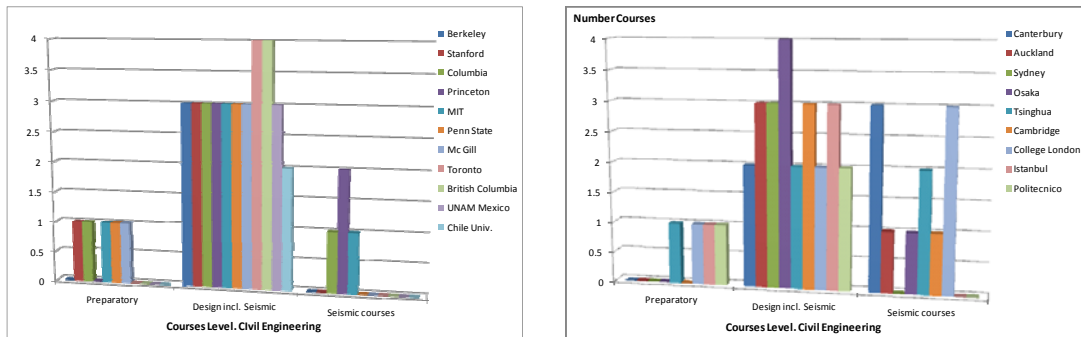 4
3.5
3
2.5
2
1.5
1
0.5
0
Preparatory
Design incl. Seismic
Seismic courses
Courses Level. CIvil Engineering
Berkeley
Stanford
Columbia
Princeton
MIT
Penn State
Mc Gill
Toronto
British Columbia
UNAM Mexico
Chile Univ.
Number Courses
4
3.5
3
2.5
2
1.5
1
0.5
0
Preparatory
Design incl. Seismic
Seismic courses
Courses Level. CIvil Engineering
Canterbury
Auckland
Sydney
Osaka
Tsinghua
Cambridge
College London
Istanbul
Politecnico